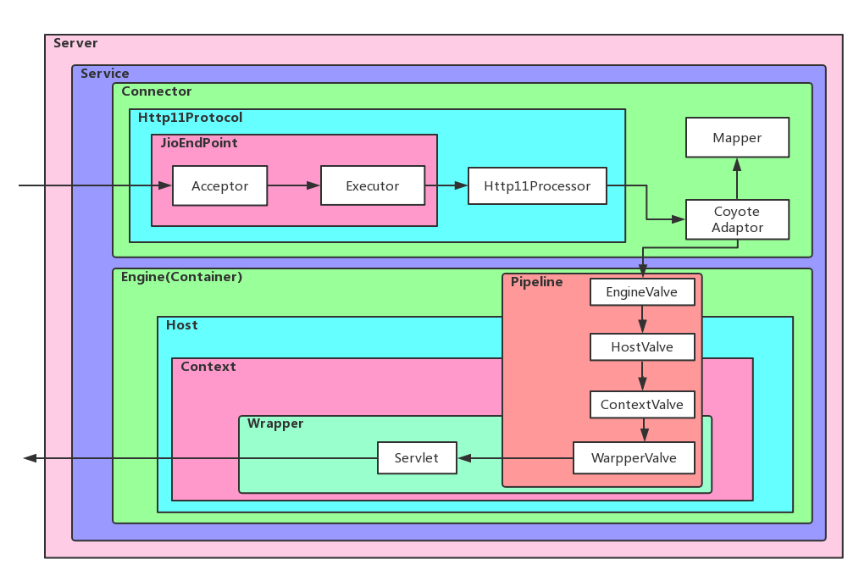 Server
Service
Connector
Http11Protocol
JioEndPoint
Acceptor
Executor
Http11Processor
Mapper
Coyote
Adaptor
Engine(Container)
Pipeline
EngineValve
Host
HostValve
Context
ContextValve
Wrapper
Servlet
WarpperValve